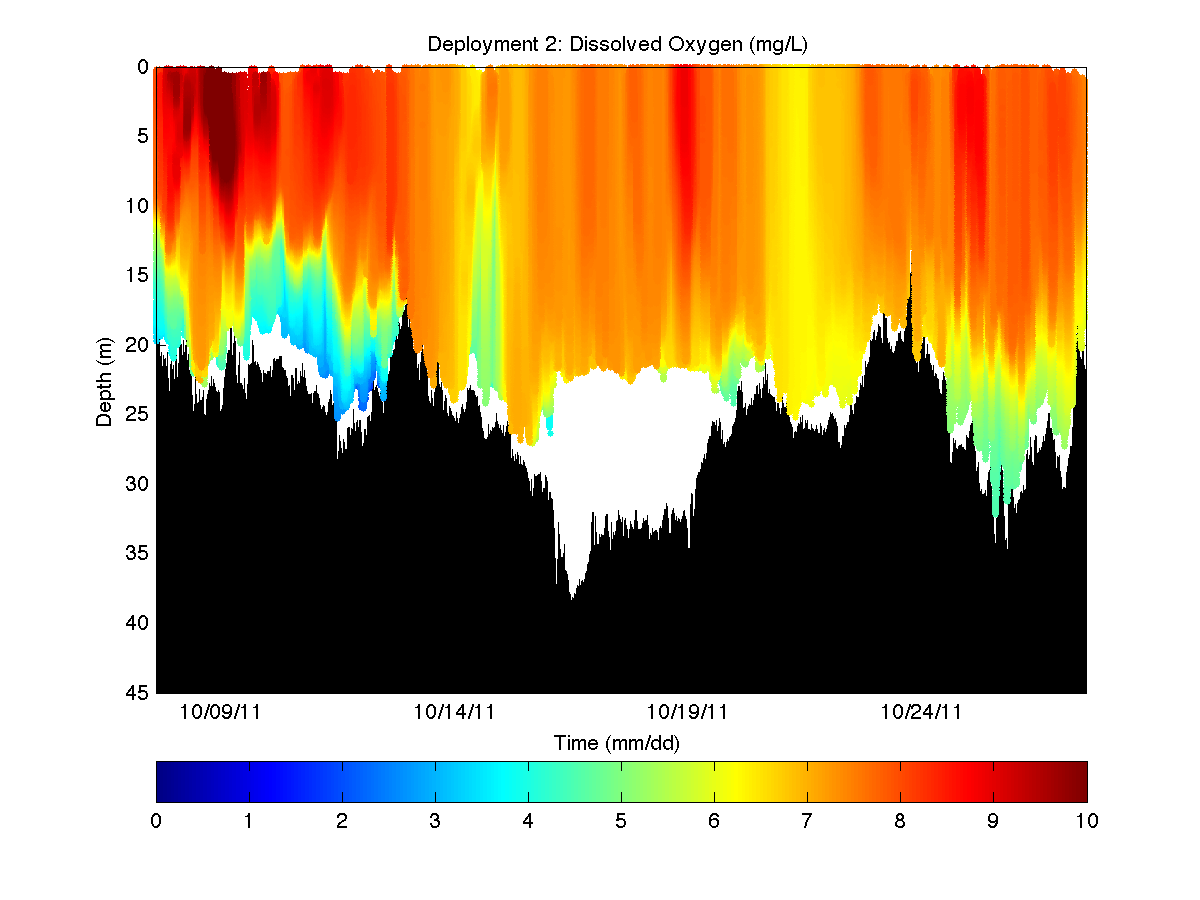 Deployment 2: Dissolved Oxygen (mg/L)
0
5
10
15
20
25
30
35
40
45
Depth (m)
10/09/11 10/14/11 10/19/11 10/24/11
Time (mm/dd)
0 1 2 3 4 5 6 7 8 9 10